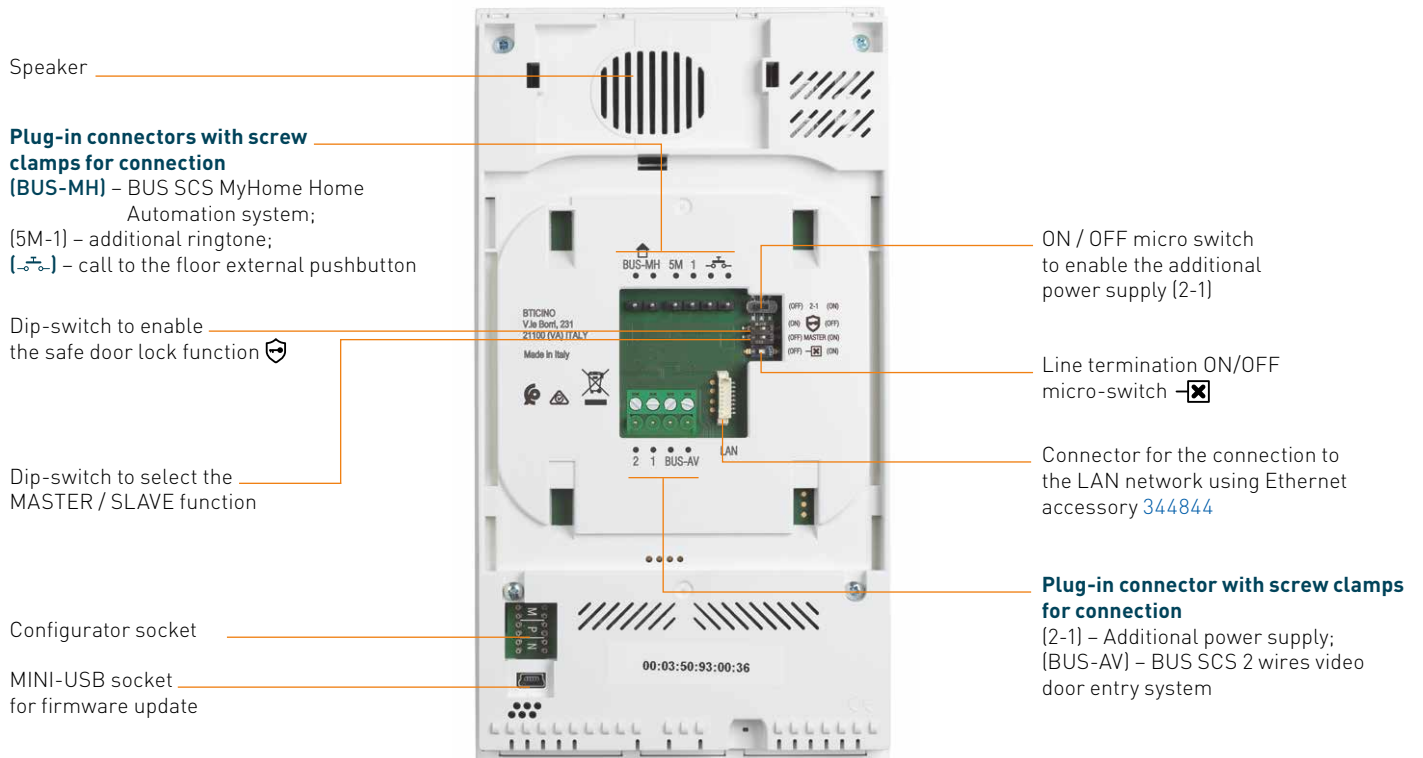 Speaker
Plug-in connectors with screw
clamps for connection
(BUS-MH) – BUS SCS MyHome Home
Automation system;
(5M-1) – additional ringtone;
( ) – call to the floor external pushbutton
Dip-switch to enable
the safe door lock function
Dip-switch to select the
MASTER / SLAVE function
Configurator socket
MINI-USB socket
for firmware update
BUS-MH 5M 1
BTICINO
V.le Borri, 231
21100 (VA) ITALY
Made in Italy
(OFF) 2-1 (ON)
(ON) (OFF)
(OFF) MASTER (ON)
(OFF) (ON)
2 1 BUS-AV LAN
M P N
00:03:50:93:00:36
CE
ON / OFF micro switch
to enable the additional
power supply (2-1)
Line termination ON/OFF
micro-switch
Connector for the connection to
the LAN network using Ethernet
accessory 344844
Plug-in connector with screw clamps
for connection
(2-1) – Additional power supply;
(BUS-AV) – BUS SCS 2 wires video
door entry system